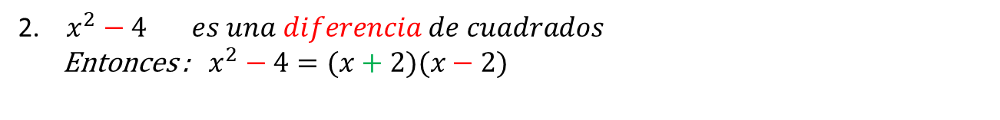 2. x² − 4 es una diferencia de cuadrados
Entonces: x² − 4 = (x + 2)(x − 2)